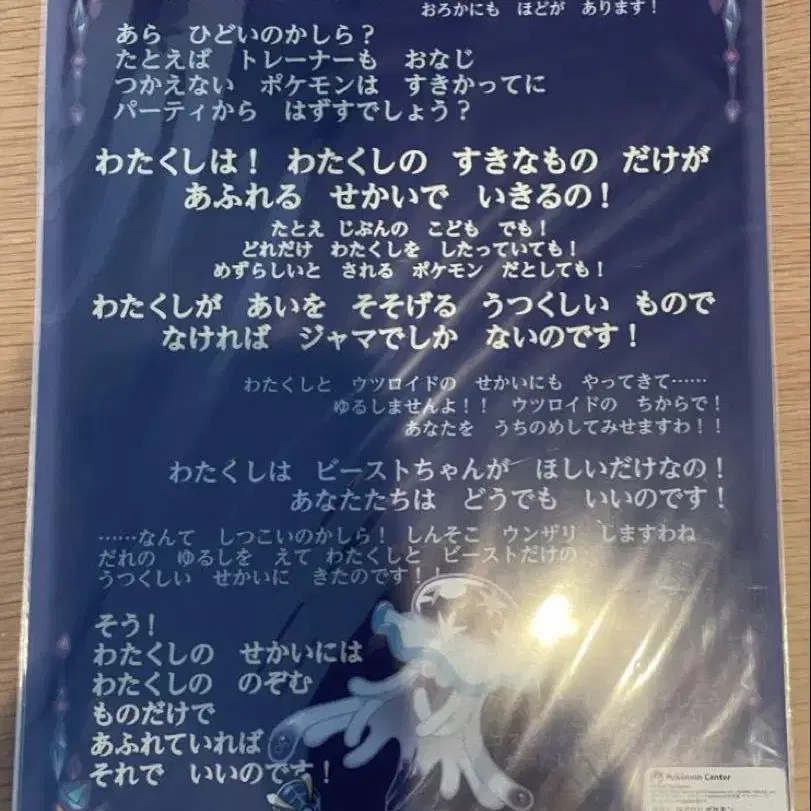 おろかにも　ほどが　あります！
あら　ひどいのかしら？
たとえば　トレーナーも　おなじ
つかえない　ポケモンは　すきかってに
パーティから　はずすでしょう？
わたくしは！　わたくしの　すきなもの　だけが
あふれる　せかいで　いきるの！
たとえ　じぶんの　こども　でも！
どれだけ　わたくしを　したっていても！
めずらしいと　される　ポケモン　だとしても！
わたくしが　あいを　そそげる　うつくしい　もので
なければ　ジャマでしか　ないのです！
わたくしと　ウツロイドの　せかいにも　やってきて……
ゆるしませんよ！！　ウツロイドの　ちからで！
あなたを　うちのめしてみせますわ！！
わたくしは　ビーストちゃんが　ほしいだけなの！
あなたたちは　どうでも　いいのです！
……なんて　しつこいのかしら！　しんそこ　ウンザリ　しますわね
だれの　ゆるしを　えて　わたくしと　ビーストだけの
うつくしい　せかいに　きたのです！！
そう！
わたくしの　せかいには
わたくしの　のぞむ
ものだけで
あふれていれば
それで　いいのです！
Pokémon Center